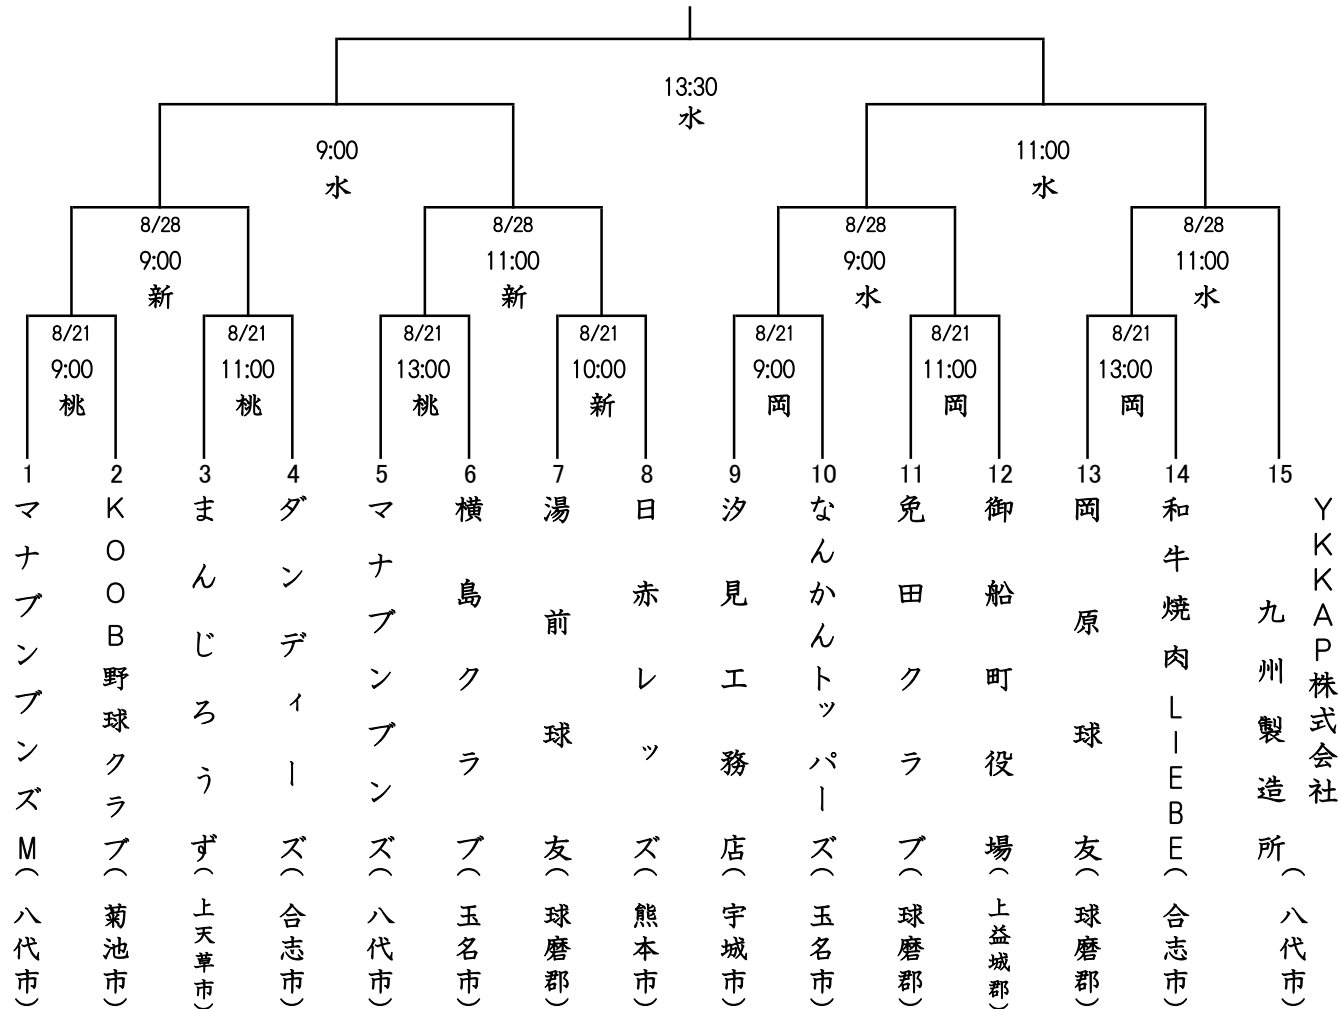 13:30
水
9:00
水
11:00
水
8/28
9:00
新
8/28
11:00
新
8/28
9:00
水
8/28
11:00
水
8/21
9:00
桃
8/21
11:00
桃
8/21
13:00
桃
8/21
10:00
新
8/21
9:00
岡
8/21
11:00
岡
8/21
13:00
岡
1
マナブンブンズM(八代市)
2
KOOB野球クラブ(菊池市)
3
まんじろうず(上天草市)
4
ダンディーズ(合志市)
5
マナブンブンズ(八代市)
6
横島クラブ(玉名市)
7
湯前球友(球磨郡)
8
日赤レッズ(熊本市)
9
汐見工務店(宇城市)
10
なんかんトッパーズ(玉名市)
11
免田クラブ(球磨郡)
12
御船町役場(上益城郡)
13
岡原球友(球磨郡)
14
和牛焼肉LIEBE(合志市)
15
YKKAP株式会社
九州製造所
(八代市)